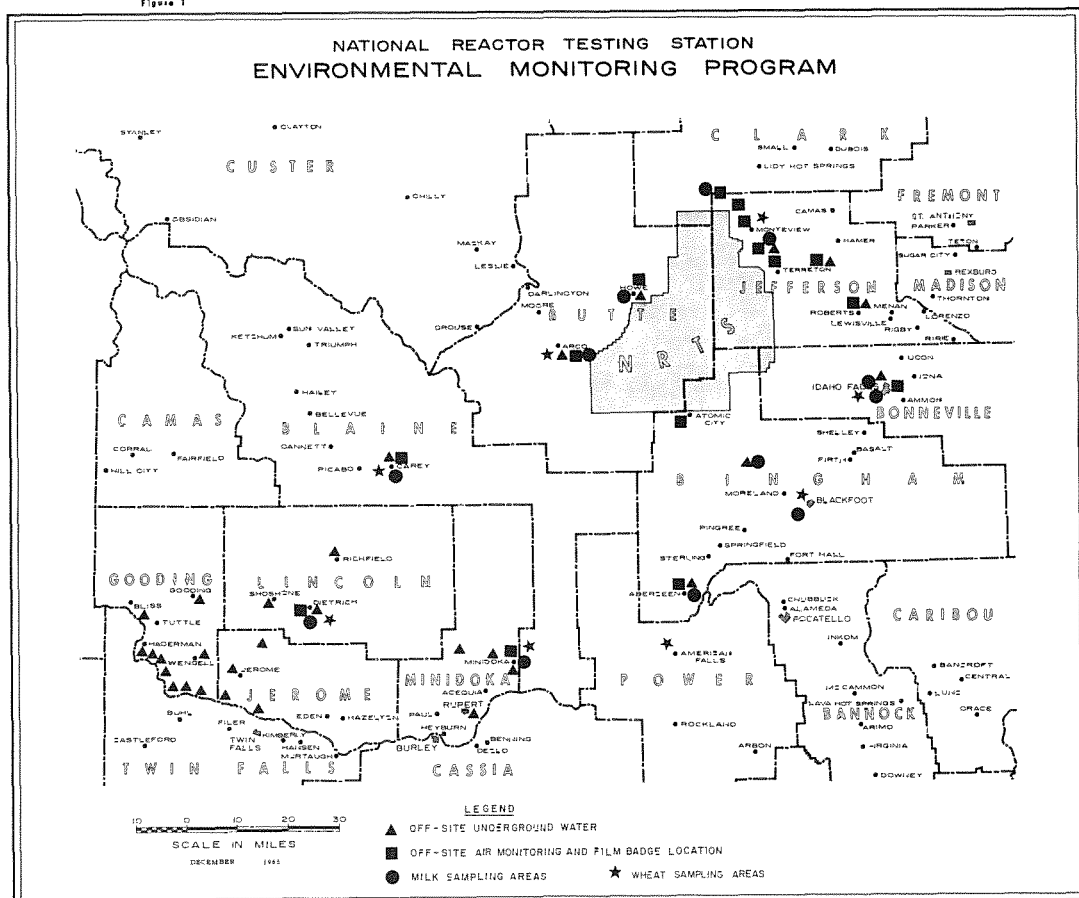 Figure 1
NATIONAL REACTOR TESTING STATION
ENVIRONMENTAL MONITORING PROGRAM
STANLEY
CLAYTON
CUSTER
CHILLY
OBSIDIAN
MACKAY
LESLIE
DARLINGTON
MOORE
GROUSE
CLARK
SMALL
DUBOIS
LIDY HOT SPRINGS
FREMONT
ST. ANTHONY
PARKER
TETON
SUGAR CITY
REXBURG
MADISON
THORNTON
CAMAS
MONTEVIEW
HAMER
TERRETON
JEFFERSON
ROBERTS
MENAN
LEWISVILLE
LORENZO
RIGBY
RIRIE
HOWE
BUTTE
ARCO
NRTS
ATOMIC CITY
UCON
IONA
IDAHO FALLS
AMMON
BONNEVILLE
SHELLEY
BASALT
FIRTH
BINGHAM
MORELAND
BLACKFOOT
PINGREE
SPRINGFIELD
STERLING
FORT HALL
ABERDEEN
KETCHUM
SUN VALLEY
TRIUMPH
HAILEY
BELLEVUE
CAMAS
BLAINE
GANNETT
CORRAL
FAIRFIELD
HILL CITY
PICABO
CAREY
RICHFIELD
GOODING
LINCOLN
GOODING
SHOSHONE
DIETRICH
BLISS
TUTTLE
HAGERMAN
WENDELL
JEROME
JEROME
MINIDOKA
MINIDOKA
ACEQUIA
RUPERT
PAUL
HEYBURN
BURLEY
DECLO
BUHL
FILER
EDEN
HAZELTON
TWIN FALLS
KIMBERLY
HANSEN
MURTAUGH
CASTLEFORD
TWIN FALLS
CASSIA
AMERICAN FALLS
POWER
ROCKLAND
ARBON
CHUBBUCK
ALAMEDA
POCATELLO
CARIBOU
INKOM
BANCROFT
CENTRAL
MC CAMMON
LAVA HOT SPRINGS
LUND
BANNOCK
GRACE
ARIMO
VIRGINIA
DOWNEY
10 0 10 20 30
SCALE IN MILES
DECEMBER
LEGEND
OFF-SITE UNDERGROUND WATER
OFF-SITE AIR MONITORING AND FILM BADGE LOCATION
MILK SAMPLING AREAS
WHEAT SAMPLING AREAS